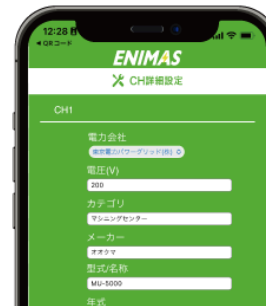 12:28
◀ QRコード
ENIMAS
CH詳細設定
CH1
電力会社
東京電力パワーグリッド(株)
電圧(V)
200
カテゴリ
マシニングセンター
メーカー
オオクマ
型式/名称
MU-5000
年式